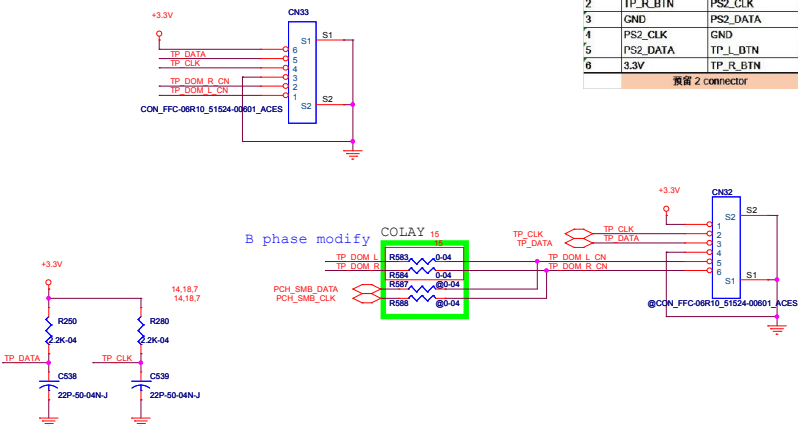 CN33
+3.3V
S1
S1
6
5
4
3
2
1
TP_DATA
TP_CLK
TP_DOM_R_CN
TP_DOM_L_CN
S2
S2
CON_FFC-06R10_51524-00601_ACES
2 TP_R_BTN PS2_CLK
3 GND PS2_DATA
4 PS2_CLK GND
5 PS2_DATA TP_L_BTN
6 3.3V TP_R_BTN
預留 2 connector
B phase modify
COLAY 15
15
TP_DOM_L R583 0-04
TP_DOM_R R584 0-04
PCH_SMB_DATA R587 @0-04
PCH_SMB_CLK R588 @0-04
TP_CLK TP_CLK
TP_DATA TP_DATA
TP_DOM_L_CN
TP_DOM_R_CN
+3.3V
CN32
1
2
3
4
5
6
S2
S2
S1
S1
@CON_FFC-06R10_51524-00601_ACES
+3.3V
14,18,7
14,18,7
R250
2.2K-04
R280
2.2K-04
TP_DATA
TP_CLK
C538
22P-50-04N-J
C539
22P-50-04N-J